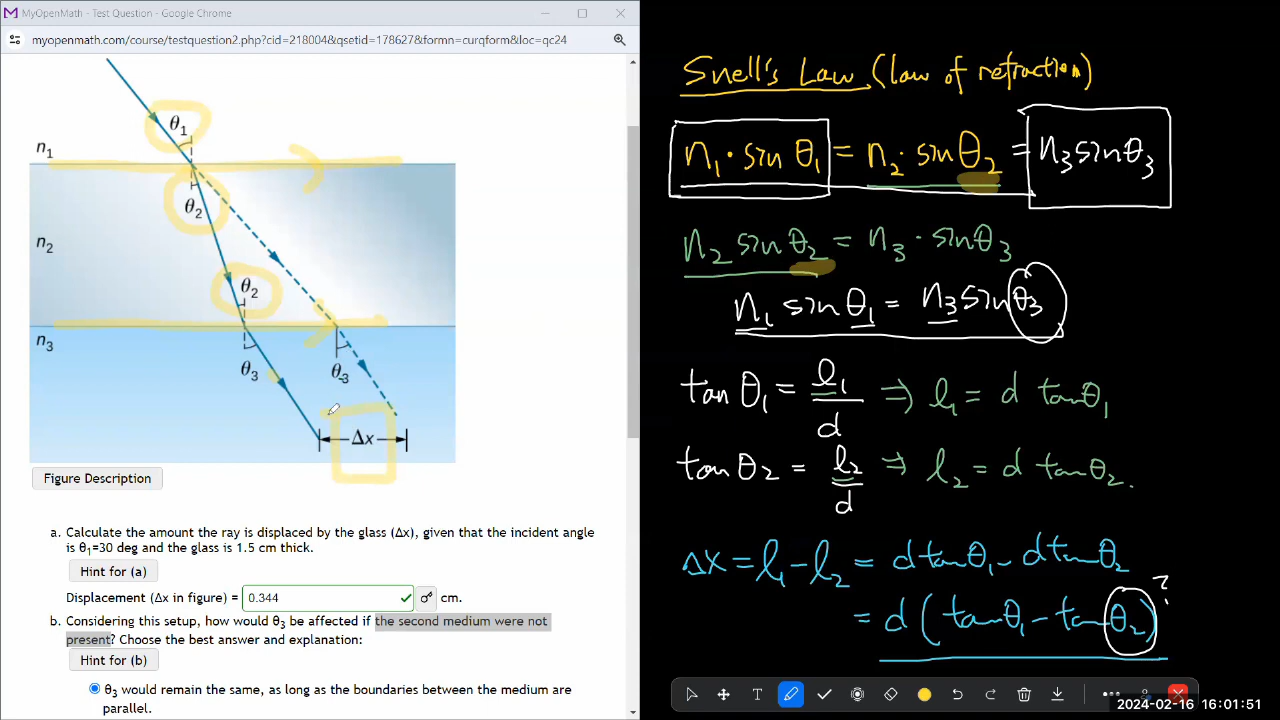 MyOpenMath - Test Question - Google Chrome
myopenmath.com/course/testquestion2.php?cid=218004&qsetid=178627&formn=curqform&loc=qc24
θ1
n1
θ2
n2
θ2
n3
θ3
θ3
Δx
Figure Description
a. Calculate the amount the ray is displaced by the glass (Δx), given that the incident angle
is θ1=30 deg and the glass is 1.5 cm thick.
Hint for (a)
Displacement (Δx in figure) = 0.344 cm.
b. Considering this setup, how would θ3 be affected if the second medium were not
present? Choose the best answer and explanation:
Hint for (b)
θ3 would remain the same, as long as the boundaries between the medium are
parallel.
Snell's Law (law of refraction)
n1 · sin θ1 = n2 · sin θ2 = n3 sin θ3
n2 sin θ2 = n3 · sin θ3
n1 sin θ1 = n3 sin θ3
tan θ1 = l1/d ⇒ l1 = d tan θ1
tan θ2 = l2/d ⇒ l2 = d tan θ2.
Δx = l1 - l2 = d tan θ1 - d tan θ2
= d ( tan θ1 - tan θ2 ) ?
T
2024-02-16 16:01:51